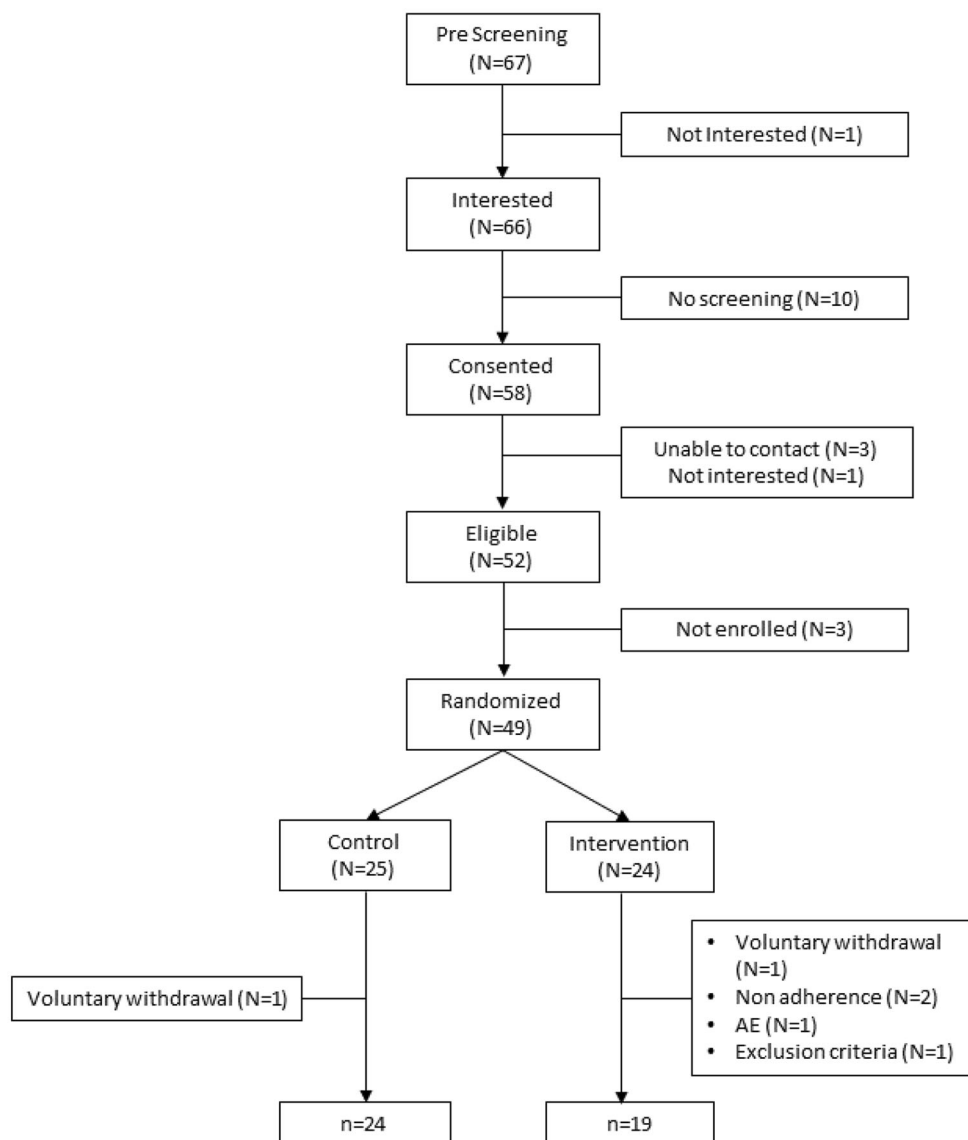 Pre Screening
(N=67)
Not Interested (N=1)
Interested
(N=66)
No screening (N=10)
Consented
(N=58)
Unable to contact (N=3)
Not interested (N=1)
Eligible
(N=52)
Not enrolled (N=3)
Randomized
(N=49)
Control
(N=25)
Intervention
(N=24)
Voluntary withdrawal (N=1)
• Voluntary withdrawal
(N=1)
• Non adherence (N=2)
• AE (N=1)
• Exclusion criteria (N=1)
n=24
n=19